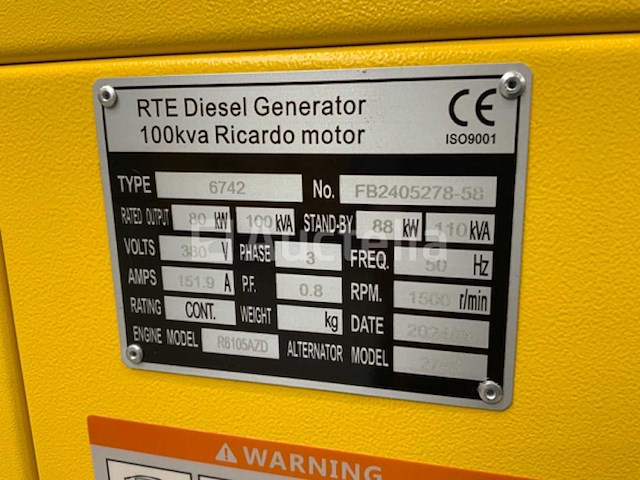 RTE Diesel Generator
100kva Ricardo motor
CE
ISO9001
TYPE 6742 No. FB2405278-58
RATED OUTPUT 80 kW 100 KVA STAND-BY 88 kW 110 KVA
VOLTS 380 V PHASE 3 FREQ. 50 Hz
AMPS 151.9 A P.F. 0.8 RPM. 1500 r/min
RATING CONT. WEIGHT kg DATE
ENGINE MODEL R6105AZD ALTERNATOR MODEL
Auctelia
WARNING